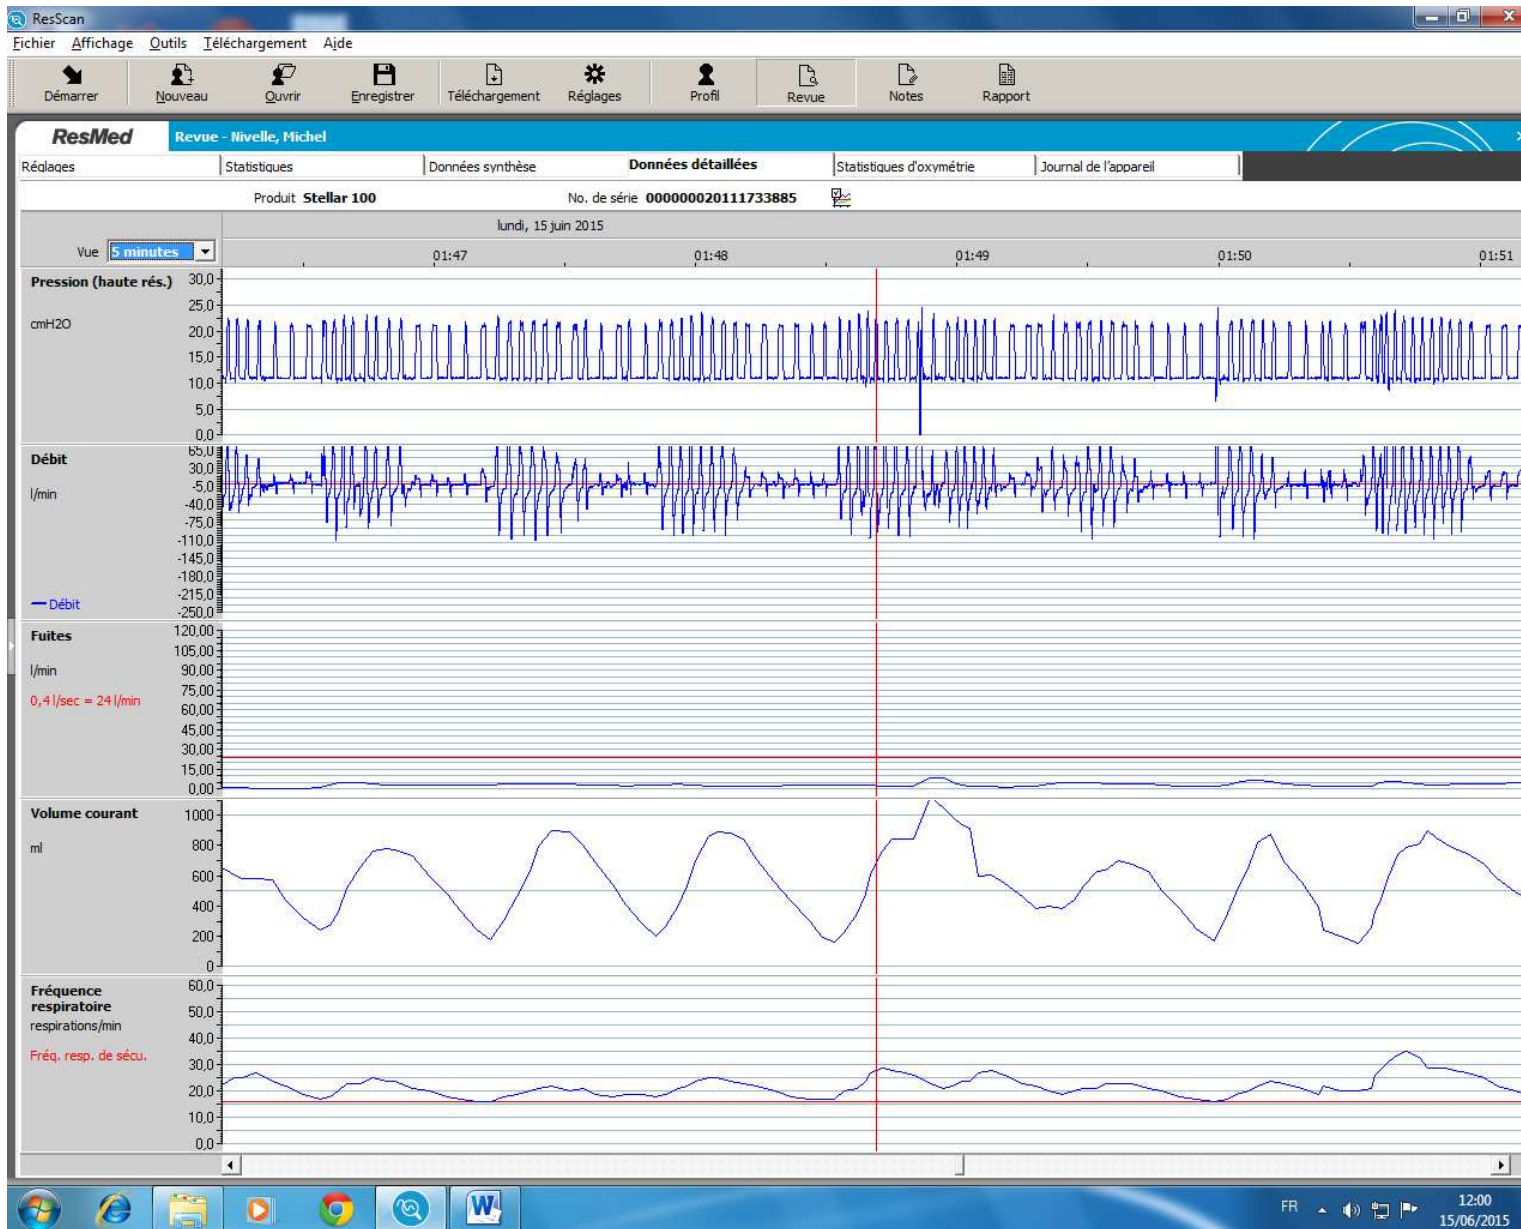 ResScan
Fichier Affichage Outils Téléchargement Aide
Démarrer Nouveau Ouvrir Enregistrer Téléchargement Réglages Profil Revue Notes Rapport
ResMed Revue - Nivelle, Michel
Réglages Statistiques Données synthèse Données détaillées Statistiques d'oxymétrie Journal de l'appareil
Produit Stellar 100 No. de série 000000020111733885
lundi, 15 juin 2015
Vue 5 minutes
01:47 01:48 01:49 01:50 01:51
Pression (haute rés.)
cmH2O
30,0
25,0
20,0
15,0
10,0
5,0
0,0
Débit
l/min
65,0
30,0
-5,0
-40,0
-75,0
-110,0
-145,0
-180,0
-215,0
-250,0
Débit
Fuites
l/min
0,4 l/sec = 24 l/min
120,00
105,00
90,00
75,00
60,00
45,00
30,00
15,00
0,00
Volume courant
ml
1000
800
600
400
200
0
Fréquence
respiratoire
respirations/min
Fréq. resp. de sécu.
60,0
50,0
40,0
30,0
20,0
10,0
0,0
W
FR
12:00
15/06/2015